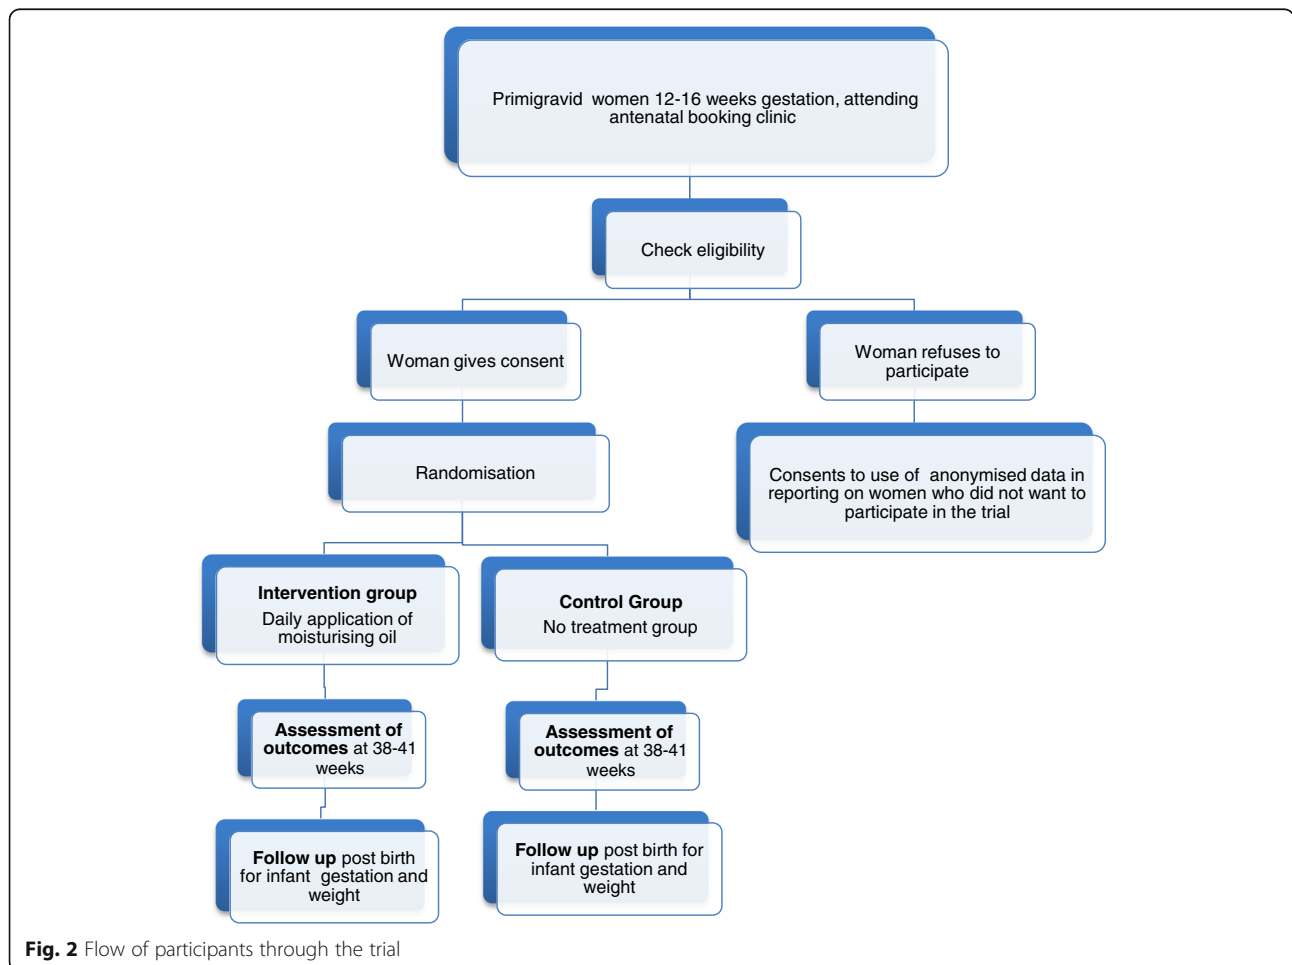 Primigravid women 12-16 weeks gestation, attending
antenatal booking clinic
Check eligibility
Woman gives consent
Woman refuses to
participate
Randomisation
Consents to use of anonymised data in
reporting on women who did not want to
participate in the trial
Intervention group
Daily application of
moisturising oil
Control Group
No treatment group
Assessment of
outcomes at 38-41
weeks
Assessment of
outcomes at 38-41
weeks
Follow up post birth
for infant gestation and
weight
Follow up post birth for
infant gestation and
weight
Fig. 2 Flow of participants through the trial